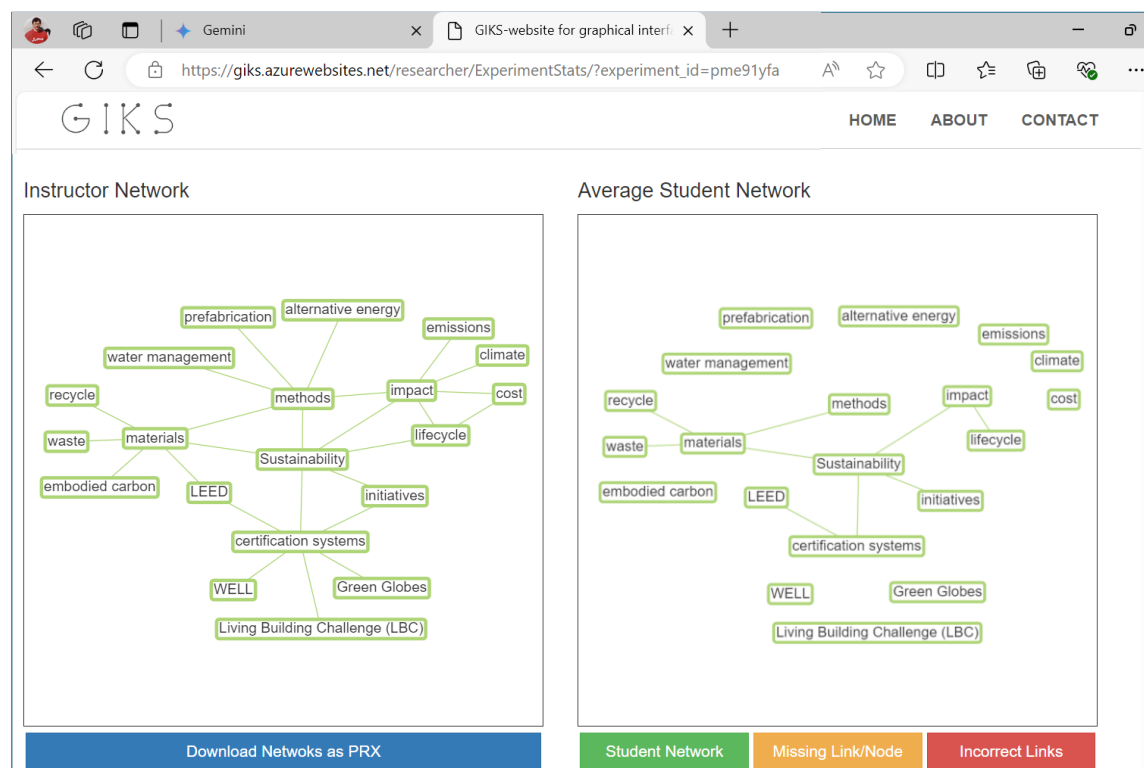 Gemini
GIKS-website for graphical interf
https://giks.azurewebsites.net/researcher/ExperimentStats/?experiment_id=pme91yfa
GIKS
HOME ABOUT CONTACT
Instructor Network
prefabrication
alternative energy
emissions
water management
climate
recycle
methods
impact
cost
waste
materials
lifecycle
Sustainability
embodied carbon
LEED
initiatives
certification systems
WELL
Green Globes
Living Building Challenge (LBC)
Download Netwoks as PRX
Average Student Network
prefabrication
alternative energy
emissions
water management
climate
recycle
methods
impact
cost
waste
materials
lifecycle
Sustainability
embodied carbon
LEED
initiatives
certification systems
WELL
Green Globes
Living Building Challenge (LBC)
Student Network
Missing Link/Node
Incorrect Links